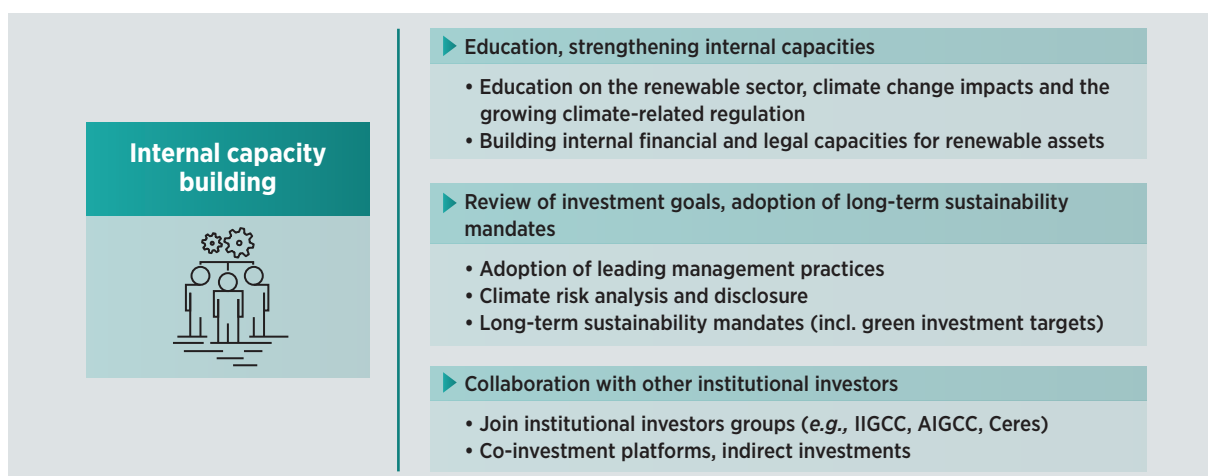 Internal capacity
building
Education, strengthening internal capacities
• Education on the renewable sector, climate change impacts and the
growing climate-related regulation
• Building internal financial and legal capacities for renewable assets
Review of investment goals, adoption of long-term sustainability
mandates
• Adoption of leading management practices
• Climate risk analysis and disclosure
• Long-term sustainability mandates (incl. green investment targets)
Collaboration with other institutional investors
• Join institutional investors groups (e.g., IIGCC, AIGCC, Ceres)
• Co-investment platforms, indirect investments